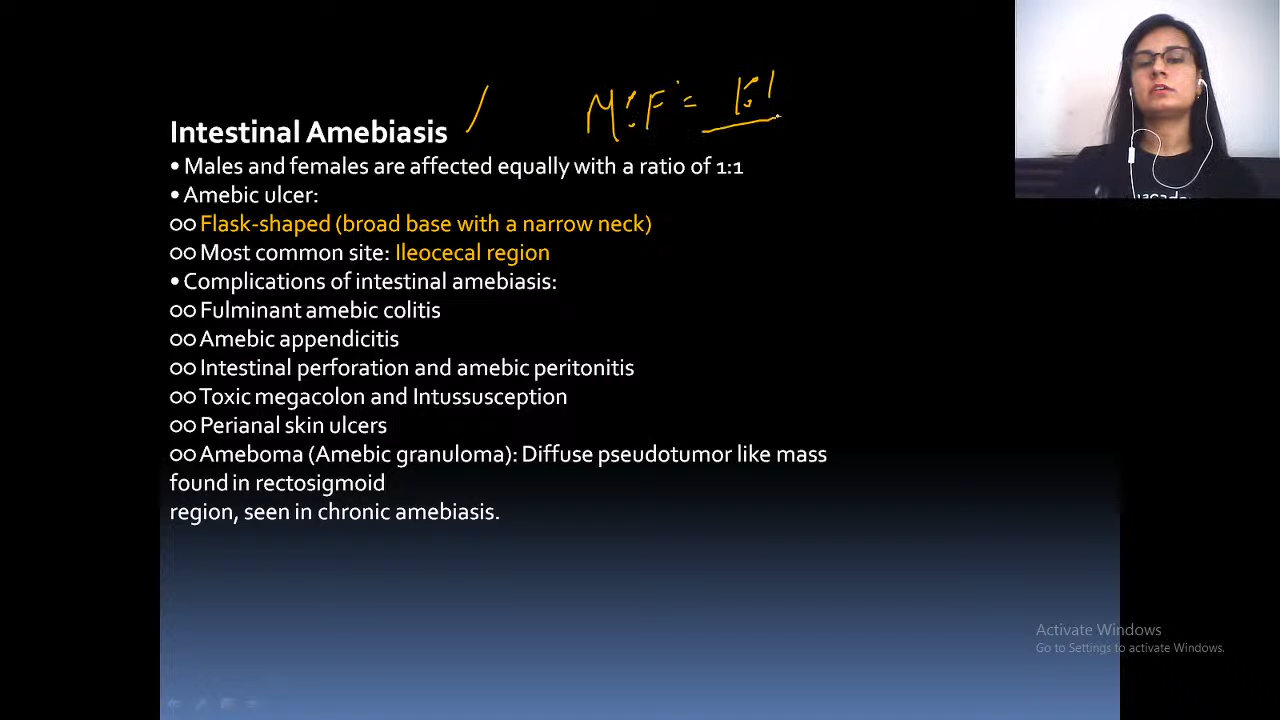 M:F = 1:1
Intestinal Amebiasis
• Males and females are affected equally with a ratio of 1:1
• Amebic ulcer:
oo Flask-shaped (broad base with a narrow neck)
oo Most common site: Ileocecal region
• Complications of intestinal amebiasis:
oo Fulminant amebic colitis
oo Amebic appendicitis
oo Intestinal perforation and amebic peritonitis
oo Toxic megacolon and Intussusception
oo Perianal skin ulcers
oo Ameboma (Amebic granuloma): Diffuse pseudotumor like mass
found in rectosigmoid
region, seen in chronic amebiasis.
Activate Windows
Go to Settings to activate Windows.